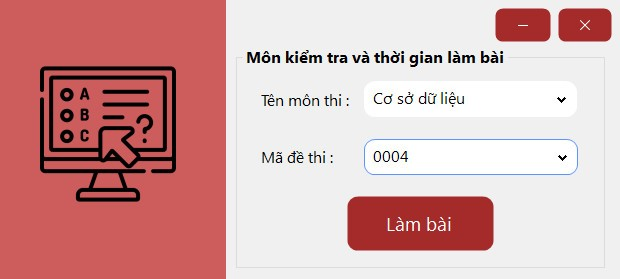 A
B
C
?
Môn kiểm tra và thời gian làm bài
Tên môn thi : Cơ sở dữ liệu
Mã đề thi : 0004
Làm bài